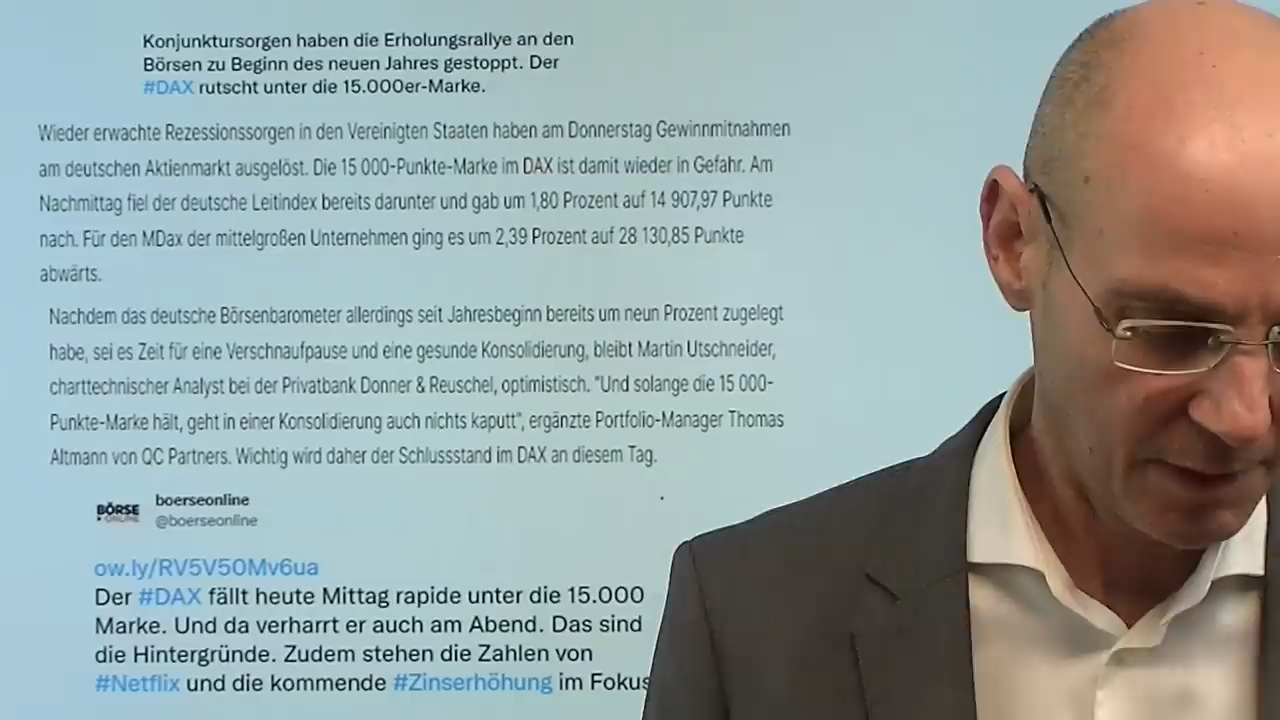 Konjunktursorgen haben die Erholungsrallye an den
Börsen zu Beginn des neuen Jahres gestoppt. Der
#DAX rutscht unter die 15.000er-Marke.
Wieder erwachte Rezessionssorgen in den Vereinigten Staaten haben am Donnerstag Gewinnmitnahmen
am deutschen Aktienmarkt ausgelöst. Die 15 000-Punkte-Marke im DAX ist damit wieder in Gefahr. Am
Nachmittag fiel der deutsche Leitindex bereits darunter und gab um 1,80 Prozent auf 14 907,97 Punkte
nach. Für den MDax der mittelgroßen Unternehmen ging es um 2,39 Prozent auf 28 130,85 Punkte
abwärts.
Nachdem das deutsche Börsenbarometer allerdings seit Jahresbeginn bereits um neun Prozent zugelegt
habe, sei es Zeit für eine Verschnaufpause und eine gesunde Konsolidierung, bleibt Martin Utschneider,
charttechnischer Analyst bei der Privatbank Donner & Reuschel, optimistisch. "Und solange die 15 000-
Punkte-Marke hält, geht in einer Konsolidierung auch nichts kaputt", ergänzte Portfolio-Manager Thomas
Altmann von QC Partners. Wichtig wird daher der Schlussstand im DAX an diesem Tag.
BÖRSE
ONLINE
boerseonline
@boerseonline
ow.ly/RV5V50Mv6ua
Der #DAX fällt heute Mittag rapide unter die 15.000
Marke. Und da verharrt er auch am Abend. Das sind
die Hintergründe. Zudem stehen die Zahlen von
#Netflix und die kommende #Zinserhöhung im Fokus